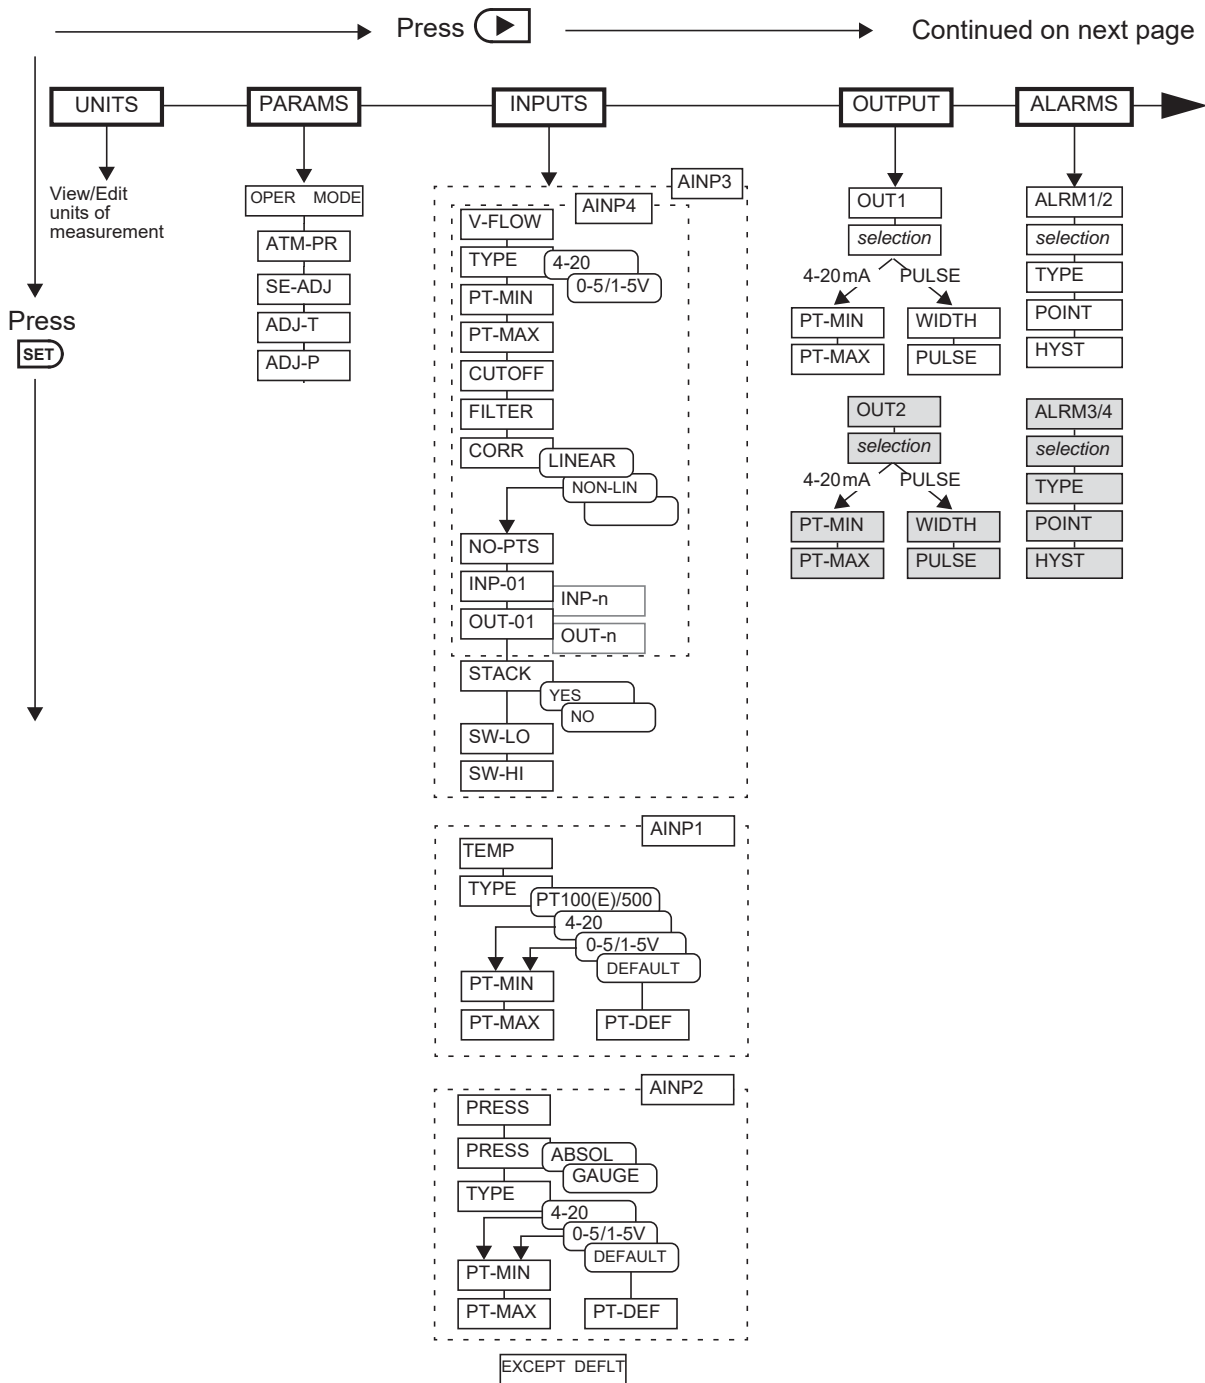 Press
Continued on next page
UNITS
PARAMS
INPUTS
OUTPUT
ALARMS
View/Edit
units of
measurement
Press
SET
OPER MODE
ATM-PR
SE-ADJ
ADJ-T
ADJ-P
AINP3
AINP4
V-FLOW
TYPE
4-20
0-5/1-5V
PT-MIN
PT-MAX
CUTOFF
FILTER
CORR
LINEAR
NON-LIN
NO-PTS
INP-01
INP-n
OUT-01
OUT-n
STACK
YES
NO
SW-LO
SW-HI
AINP1
TEMP
TYPE
PT100(E)/500
4-20
0-5/1-5V
DEFAULT
PT-MIN
PT-MAX
PT-DEF
AINP2
PRESS
PRESS
ABSOL
GAUGE
TYPE
4-20
0-5/1-5V
DEFAULT
PT-MIN
PT-MAX
PT-DEF
EXCEPT DEFLT
OUT1
selection
4-20mA
PULSE
PT-MIN
WIDTH
PT-MAX
PULSE
OUT2
selection
4-20mA
PULSE
PT-MIN
WIDTH
PT-MAX
PULSE
ALRM1/2
selection
TYPE
POINT
HYST
ALRM3/4
selection
TYPE
POINT
HYST